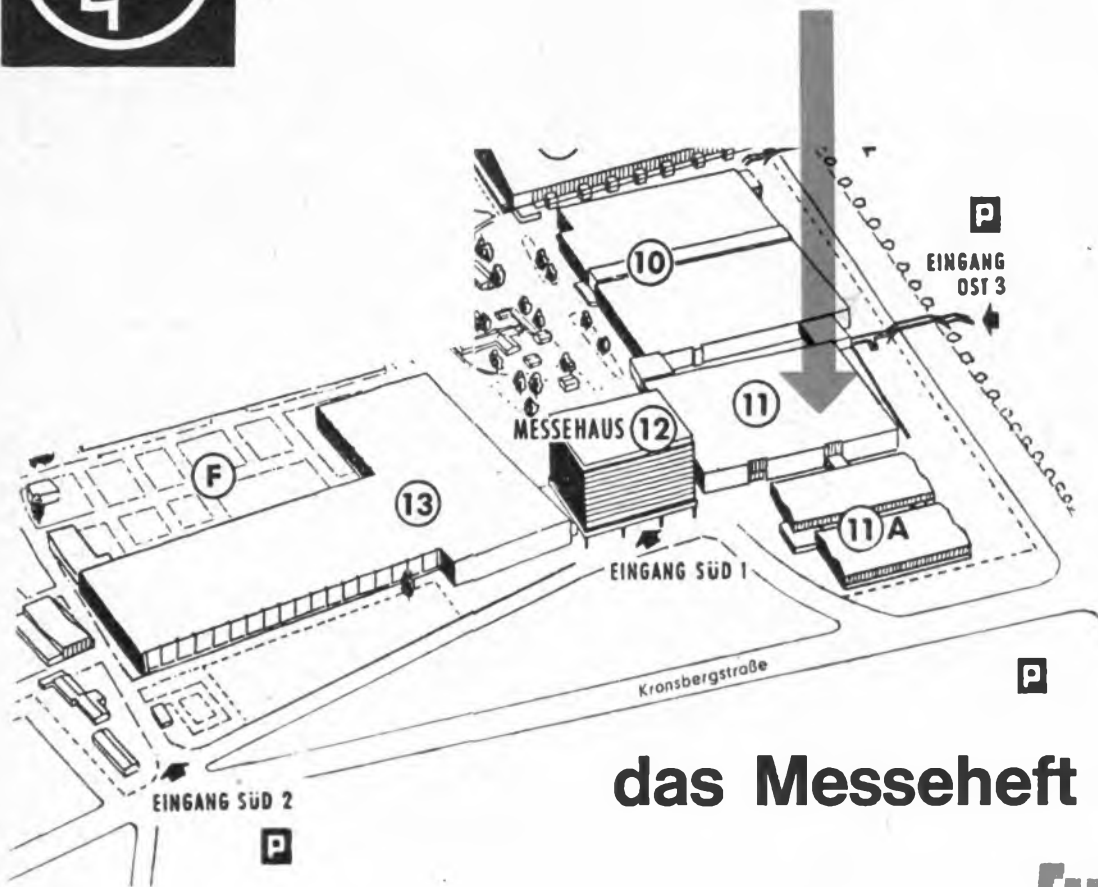 P
EINGANG
OST 3
10
11
MESSEHAUS 12
F
13
11 A
EINGANG SÜD 1
Kronsbergstraße
P
das Messeheft
EINGANG SÜD 2
P